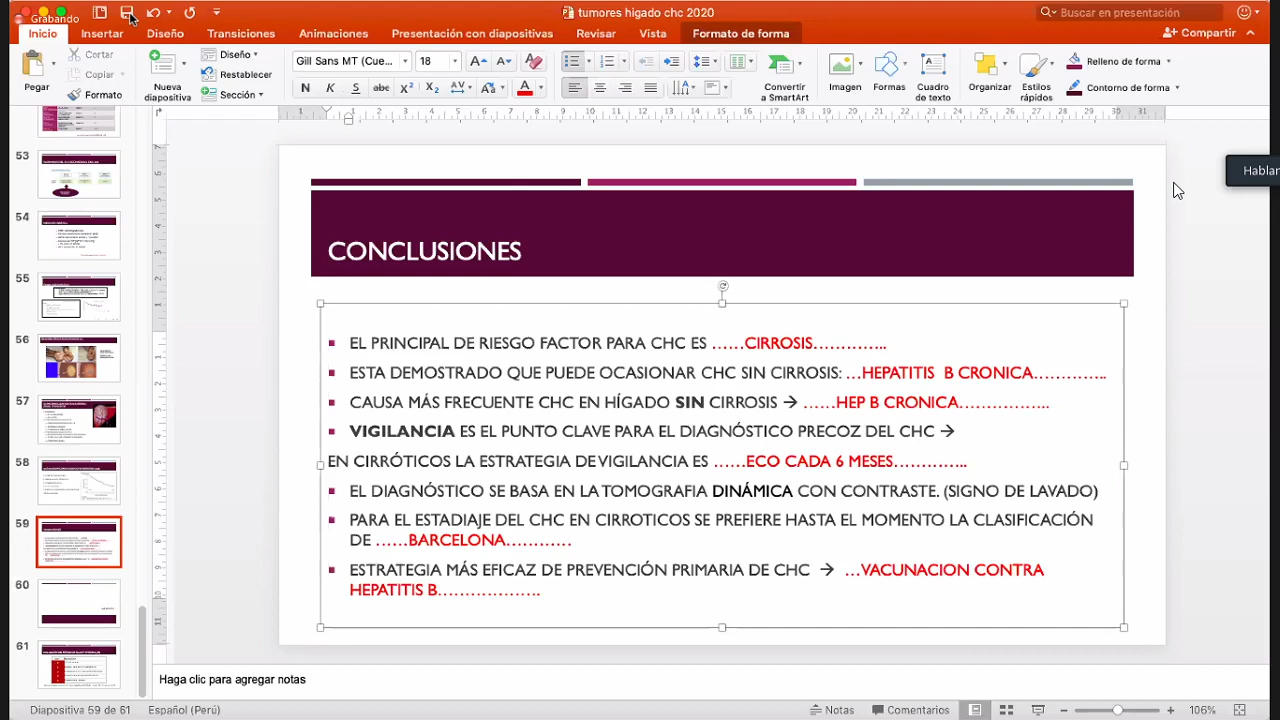 Grabando
tumores higado chc 2020
Buscar en presentación
Inicio
Insertar
Diseño
Transiciones
Animaciones
Presentación con diapositivas
Revisar
Vista
Formato de forma
Compartir
Pegar
Cortar
Copiar
Formato
Nueva
diapositiva
Diseño
Restablecer
Sección
Gill Sans MT (Cue...
18
N K S abc X² X₂ AV Aa A
Convertir
a SmartArt
Imagen
Formas
Cuadro
de texto
Organizar
Estilos
rápidos
Relleno de forma
Contorno de forma
Hablar
53
54
55
56
57
58
59
60
61
CONCLUSIONES
EL PRINCIPAL DE RIESGO FACTOR PARA CHC ES ……CIRROSIS…………..
ESTA DEMOSTRADO QUE PUEDE OCASIONAR CHC SIN CIRROSIS: …HEPATITIS B CRONICA…………..
CAUSA MÁS FRECUENTE CHC EN HÍGADO SIN CIRROSIS → ……HEP B CRONICA……………..
VIGILANCIA ES PUNTO CLAVE PARA EL DIAGNÓSTICO PRECOZ DEL CHC →
EN CIRRÓTICOS LA ESTRATEGIA DE VIGILANCIA ES ……ECO CADA 6 MESES…………..
EL DIAGNÓSTICO SE BASA EN LA TOMOGRAFIA DINAMICA CON CONTRASTE. (SIGNO DE LAVADO)
PARA EL ESTADIAJE DEL CHC EN CIRROTICOS SE PREFIERE HASTA EL MOMENTO LA CLASIFICACIÓN
DE ……BARCELONA…………
ESTRATEGIA MÁS EFICAZ DE PREVENCIÓN PRIMARIA DE CHC → …VACUNACION CONTRA
HEPATITIS B………………..
Haga clic para agregar notas
Diapositiva 59 de 61
Español (Perú)
Notas
Comentarios
106%